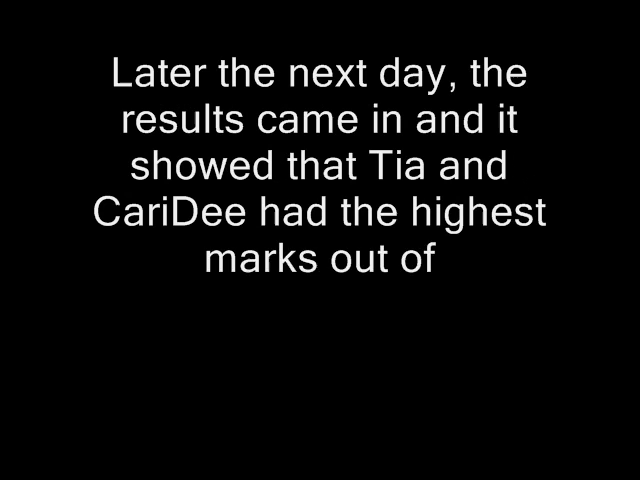 Later the next day, the
results came in and it
showed that Tia and
CariDee had the highest
marks out of